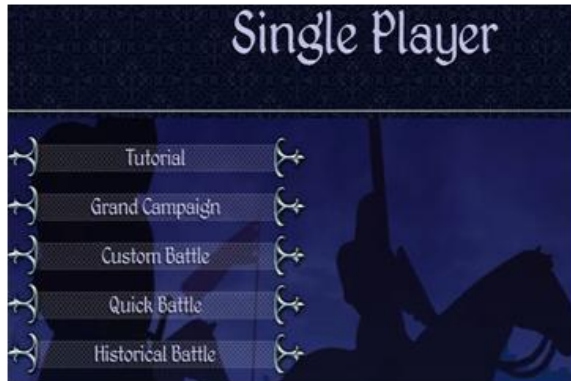 Single Player
Tutorial
Grand Campaign
Custom Battle
Quick Battle
Historical Battle